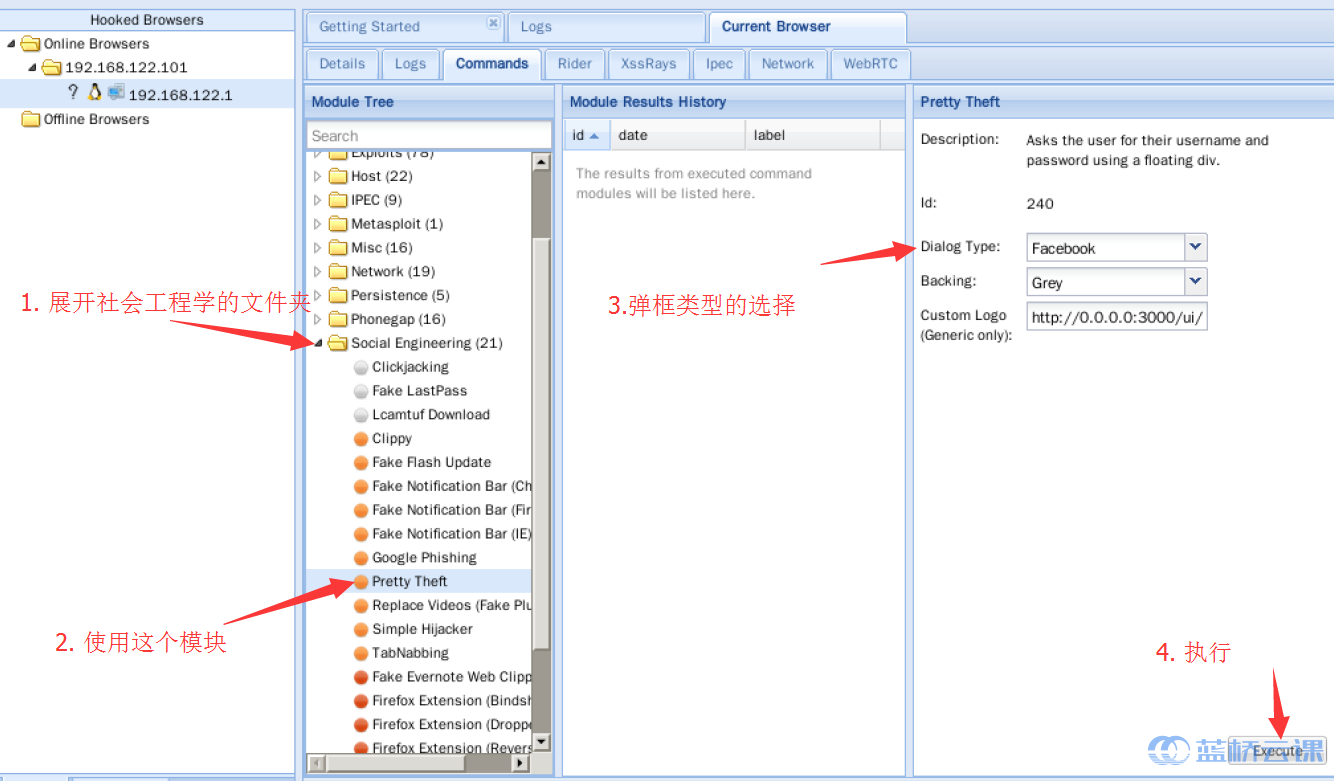 Hooked Browsers
Online Browsers
192.168.122.101
? 192.168.122.1
Offline Browsers
Getting Started
Logs
Current Browser
Details
Logs
Commands
Rider
XssRays
Ipec
Network
WebRTC
Module Tree
Search
Exploits (78)
Host (22)
IPEC (9)
Metasploit (1)
Misc (16)
Network (19)
Persistence (5)
Phonegap (16)
Social Engineering (21)
Clickjacking
Fake LastPass
Lcamtuf Download
Clippy
Fake Flash Update
Fake Notification Bar (Ch
Fake Notification Bar (Fir
Fake Notification Bar (IE)
Google Phishing
Pretty Theft
Replace Videos (Fake Plu
Simple Hijacker
TabNabbing
Fake Evernote Web Clipp
Firefox Extension (Bindsh
Firefox Extension (Droppe
Firefox Extension (Revers
1. 展开社会工程学的文件夹
2. 使用这个模块
Module Results History
id
date
label
The results from executed command
modules will be listed here.
3.弹框类型的选择
Pretty Theft
Description:
Asks the user for their username and
password using a floating div.
Id:
240
Dialog Type:
Facebook
Backing:
Grey
Custom Logo
(Generic only):
http://0.0.0.0:3000/ui/
4. 执行
Execute
蓝桥云课